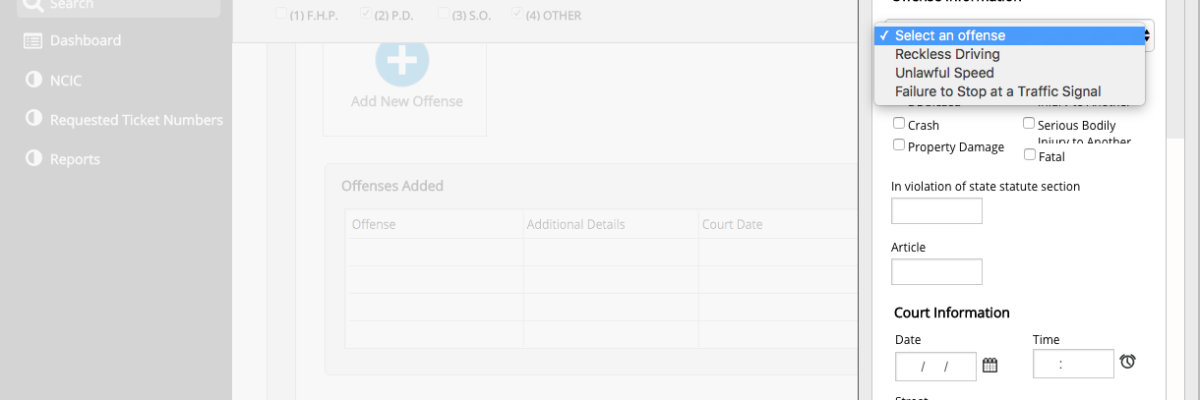 Search
Dashboard
NCIC
Requested Ticket Numbers
Reports
(1) F.H.P. (2) P.D. (3) S.O. (4) OTHER
Add New Offense
Offenses Added
Offense Additional Details Court Date
Offense Information
Select an offense
Reckless Driving
Unlawful Speed
Failure to Stop at a Traffic Signal
Injury to Another
Crash
Serious Bodily
Injury to Another
Property Damage
Fatal
In violation of state statute section
Article
Court Information
Date Time
/ / :
Street